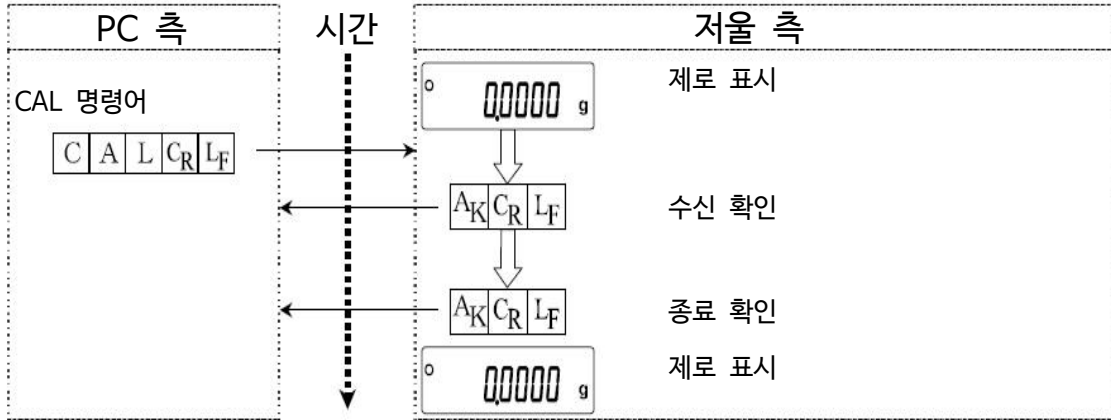 PC 측 시간 저울 측
제로 표시
0.0000 g
CAL 명령어
C A L CR LF
AK CR LF 수신 확인
AK CR LF 종료 확인
제로 표시
0.0000 g